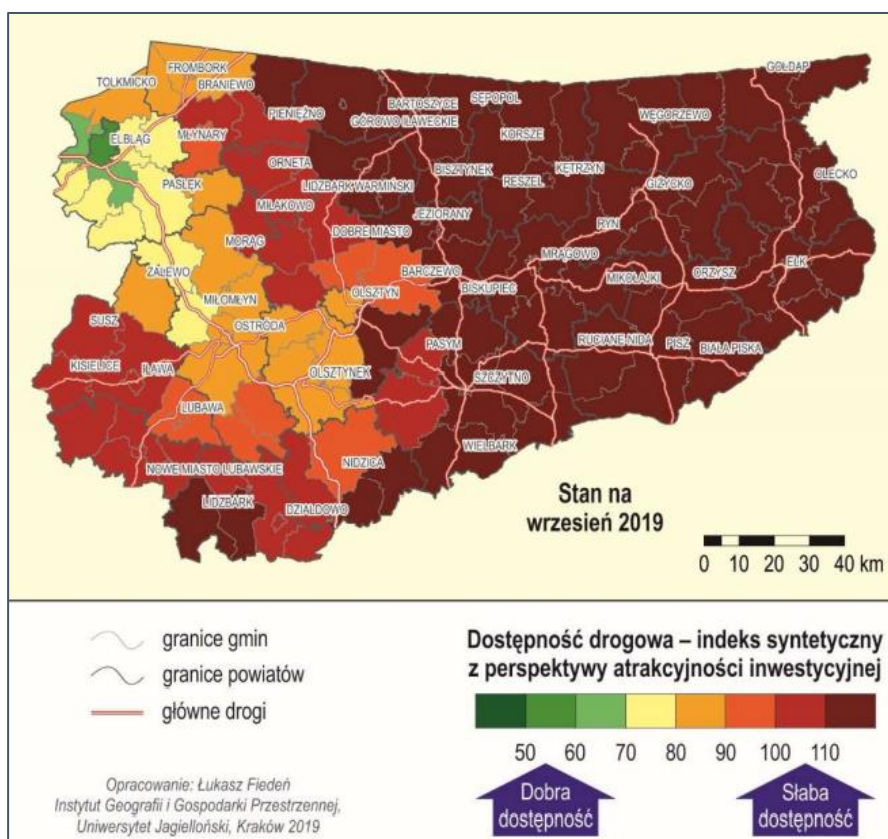 GOŁDAP
FROMBORK
TOLKMICKO
BRANIEWO
SĘPOPOL
BARTOSZYCE
PIENIĘŻNO
WĘGORZEWO
GÓROWO IŁAWECKIE
MŁYNARY
KORSZE
ELBLĄG
ORNETA
BISZTYNEK
KĘTRZYN
OLECKO
LIDZBARK WARMIŃSKI
RESZEL
GIŻYCKO
PASŁĘK
MIŁAKOWO
JEZIORANY
RYN
DOBRE MIASTO
MORĄG
MRĄGOWO
ZALEWO
BARCZEWO
ORZYSZ
EŁK
MIKOŁAJKI
BISKUPIEC
OLSZTYN
MIŁOMŁYN
SUSZ
OSTRÓDA
RUCIANE-NIDA
PASYM
PISZ
BIAŁA PISKA
KISIELICE
IŁAWA
OLSZTYNEK
SZCZYTNO
LUBAWA
WIELBARK
NIDZICA
NOWE MIASTO LUBAWSKIE
LIDZBARK
DZIAŁDOWO
Stan na
wrzesień 2019
0 10 20 30 40 km
granice gmin
granice powiatów
główne drogi
Opracowanie: Łukasz Fiedeń
Instytut Geografii i Gospodarki Przestrzennej,
Uniwersytet Jagielloński, Kraków 2019
Dostępność drogowa – indeks syntetyczny
z perspektywy atrakcyjności inwestycyjnej
50 60 70 80 90 100 110
Dobra
dostępność
Słaba
dostępność